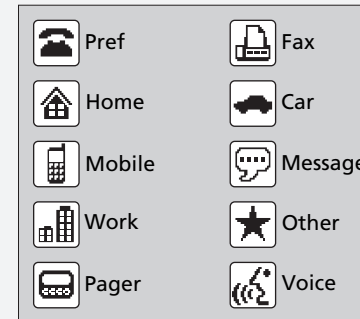 Pref
Home
Mobile
Work
Pager
Fax
Car
Message
Other
Voice